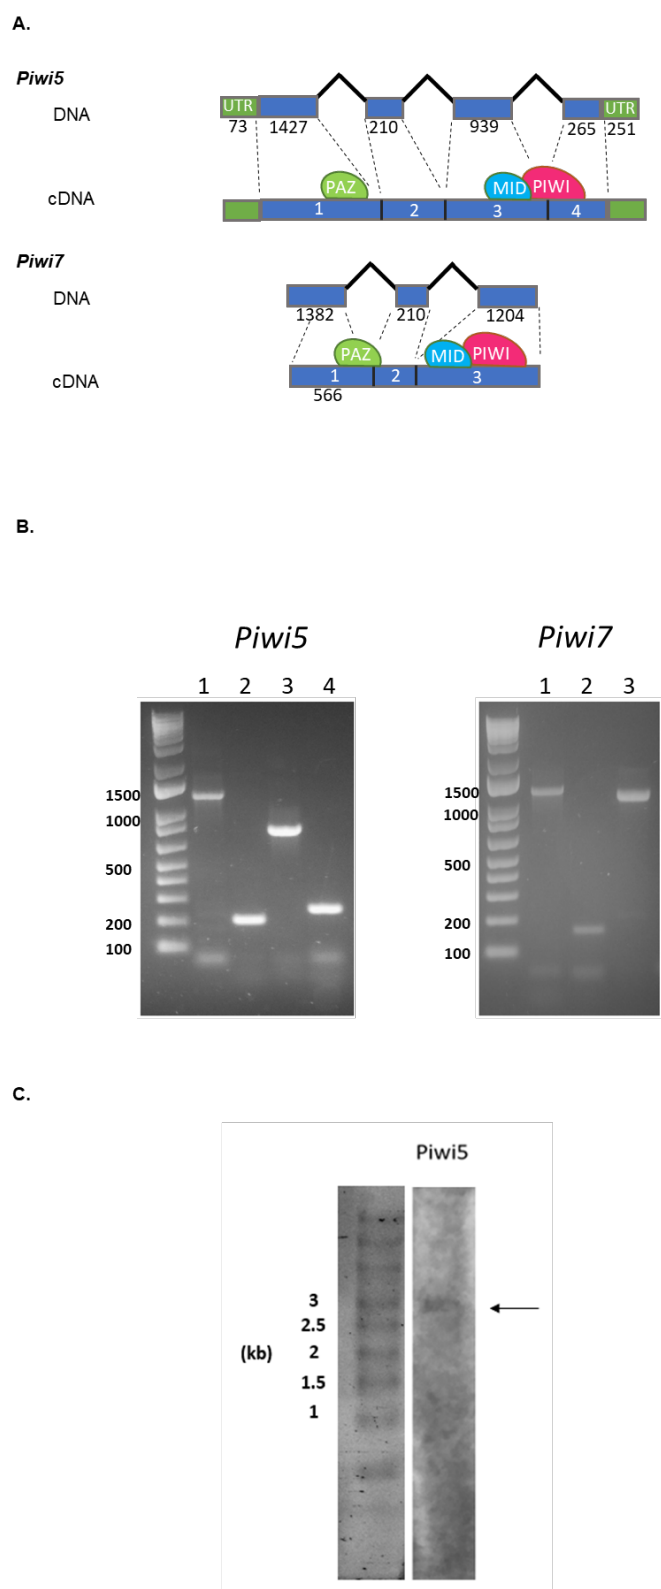 A.
Piwi5
DNA
UTR UTR
73 1427 210 939 265 251
cDNA
PAZ MID PIWI
1 2 3 4
Piwi7
DNA
1382 210 1204
cDNA
PAZ MID PIWI
1 2 3
566
B.
Piwi5
1 2 3 4
1500
1000
500
200
100
Piwi7
1 2 3
1500
1000
500
200
100
C.
Piwi5
3
2.5
(kb) 2
1.5
1